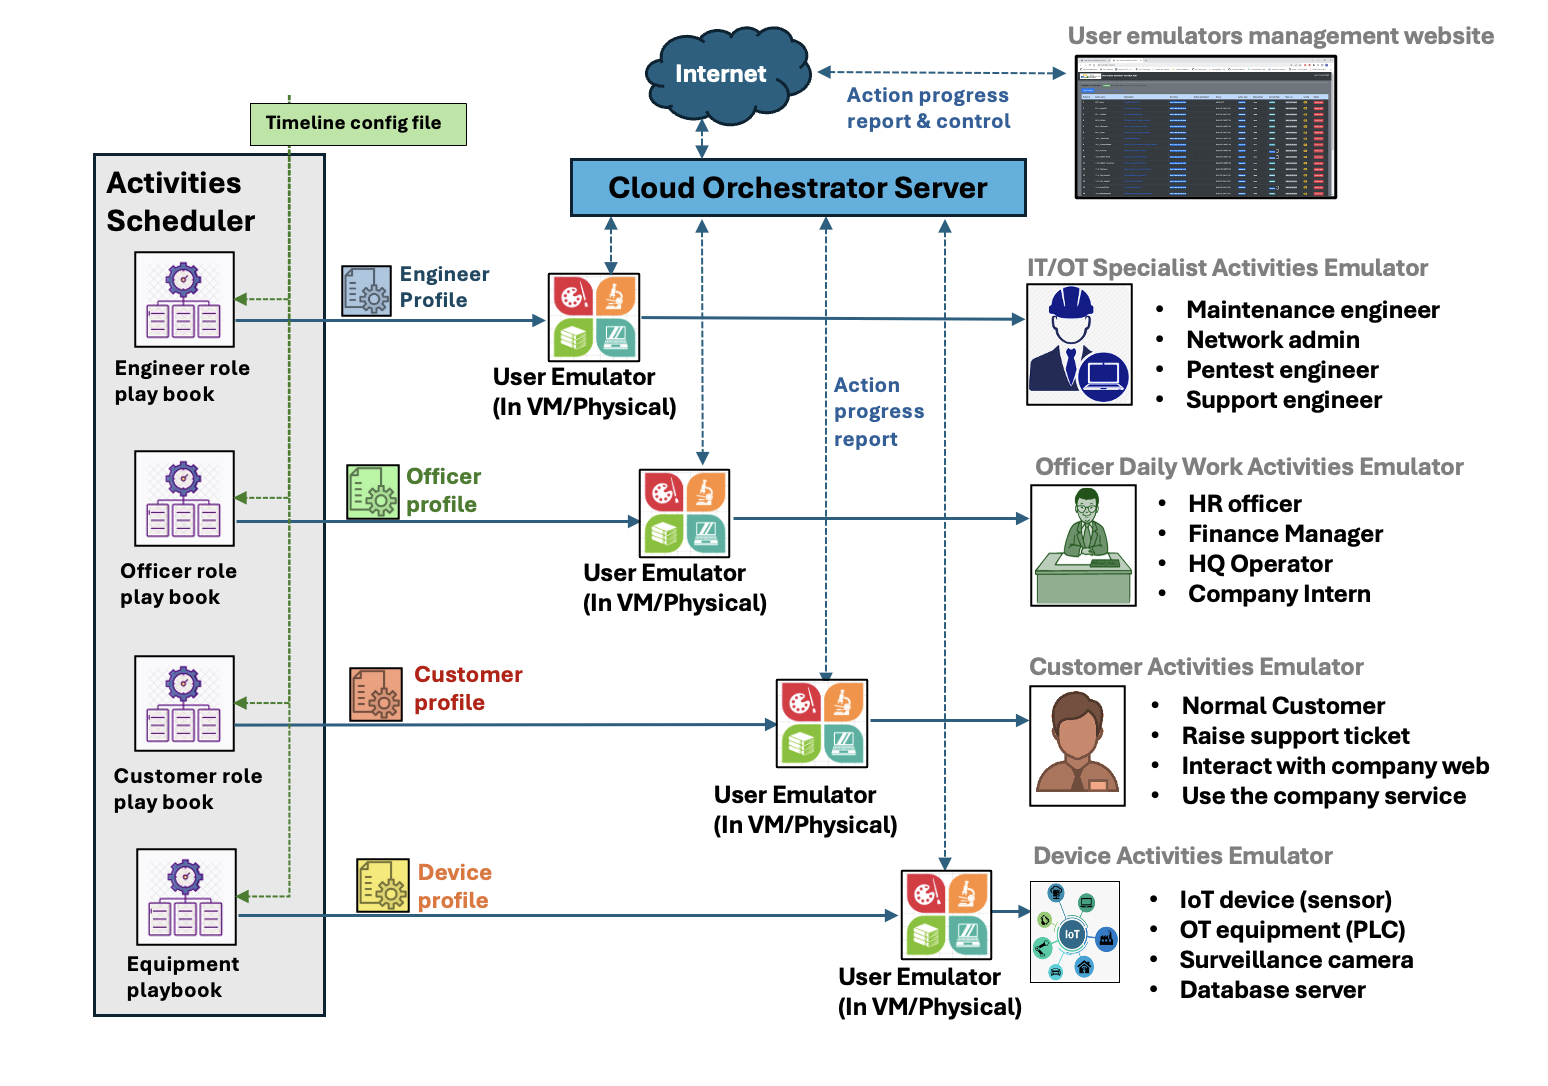 User emulators management website
Internet
Action progress
report & control
Timeline config file
Activities
Scheduler
Cloud Orchestrator Server
Engineer
Profile
Engineer role
play book
User Emulator
(In VM/Physical)
IT/OT Specialist Activities Emulator
• Maintenance engineer
• Network admin
• Pentest engineer
• Support engineer
Action
progress
report
Officer
profile
Officer role
play book
User Emulator
(In VM/Physical)
Officer Daily Work Activities Emulator
• HR officer
• Finance Manager
• HQ Operator
• Company Intern
Customer
profile
Customer role
play book
User Emulator
(In VM/Physical)
Customer Activities Emulator
• Normal Customer
• Raise support ticket
• Interact with company web
• Use the company service
Device
profile
Equipment
playbook
User Emulator
(In VM/Physical)
Device Activities Emulator
IoT
• IoT device (sensor)
• OT equipment (PLC)
• Surveillance camera
• Database server